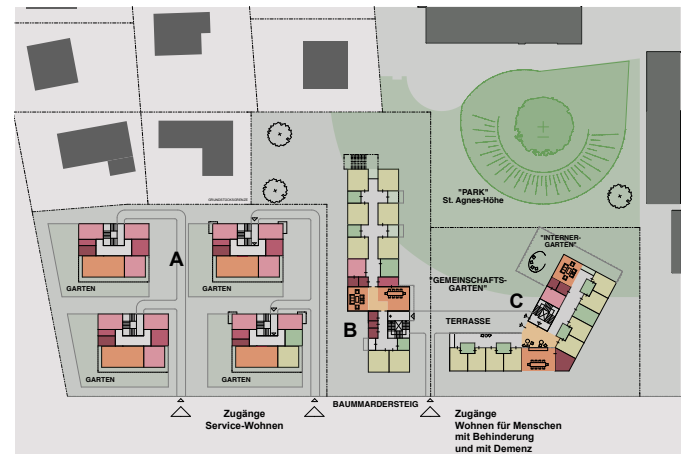 "PARK"
St. Agnes-Höhe
GRUNDSTÜCKSGRENZE
"INTERNER-
GARTEN"
A
GARTEN
GARTEN
"GEMEINSCHAFTS-
GARTEN"
C
B
TERRASSE
GARTEN
GARTEN
BAUMMARDERSTEIG
Zugänge
Service-Wohnen
Zugänge
Wohnen für Menschen
mit Behinderung
und mit Demenz